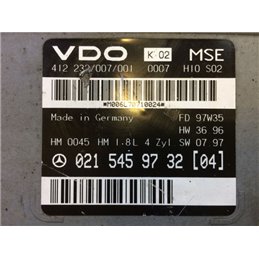 VDO K 02 MSE
412 232/007/001 0007 H10 S02
*M006L70710024*
Made in Germany FD 97W35
HW 36 96
HM 0045 HM 1.8L 4 Zyl SW 07 97
021 545 97 32 [04]